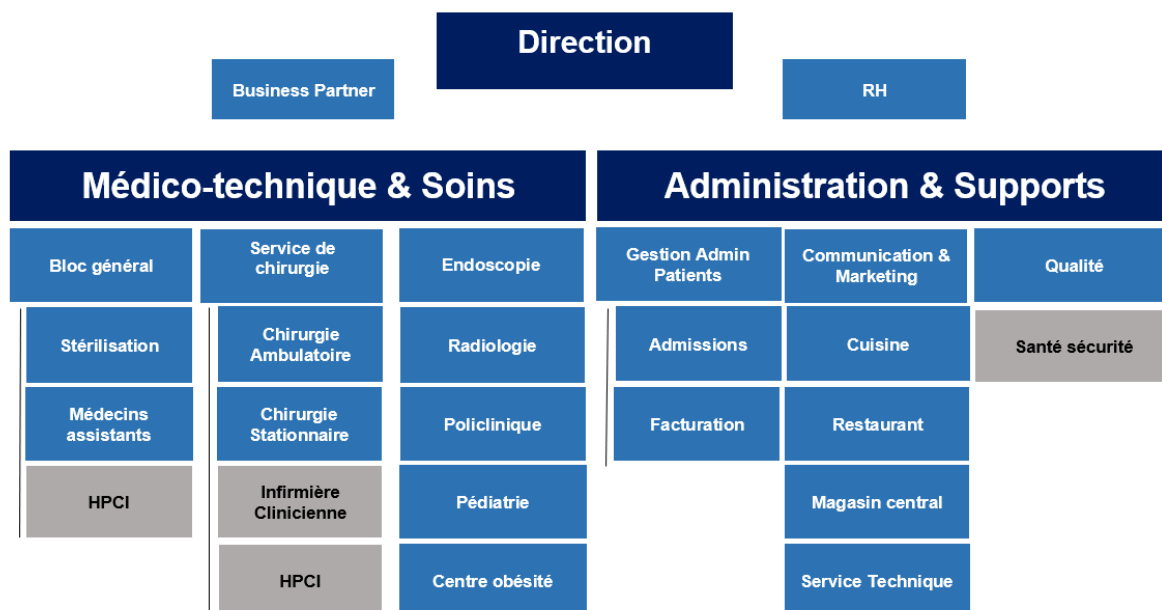 Direction
Business Partner
RH
Médico-technique & Soins
Administration & Supports
Bloc général
Service de
chirurgie
Endoscopie
Gestion Admin
Patients
Communication &
Marketing
Qualité
Stérilisation
Chirurgie
Ambulatoire
Radiologie
Admissions
Cuisine
Santé sécurité
Médecins
assistants
Chirurgie
Stationnaire
Policlinique
Facturation
Restaurant
HPCI
Infirmière
Clinicienne
Pédiatrie
Magasin central
HPCI
Centre obésité
Service Technique